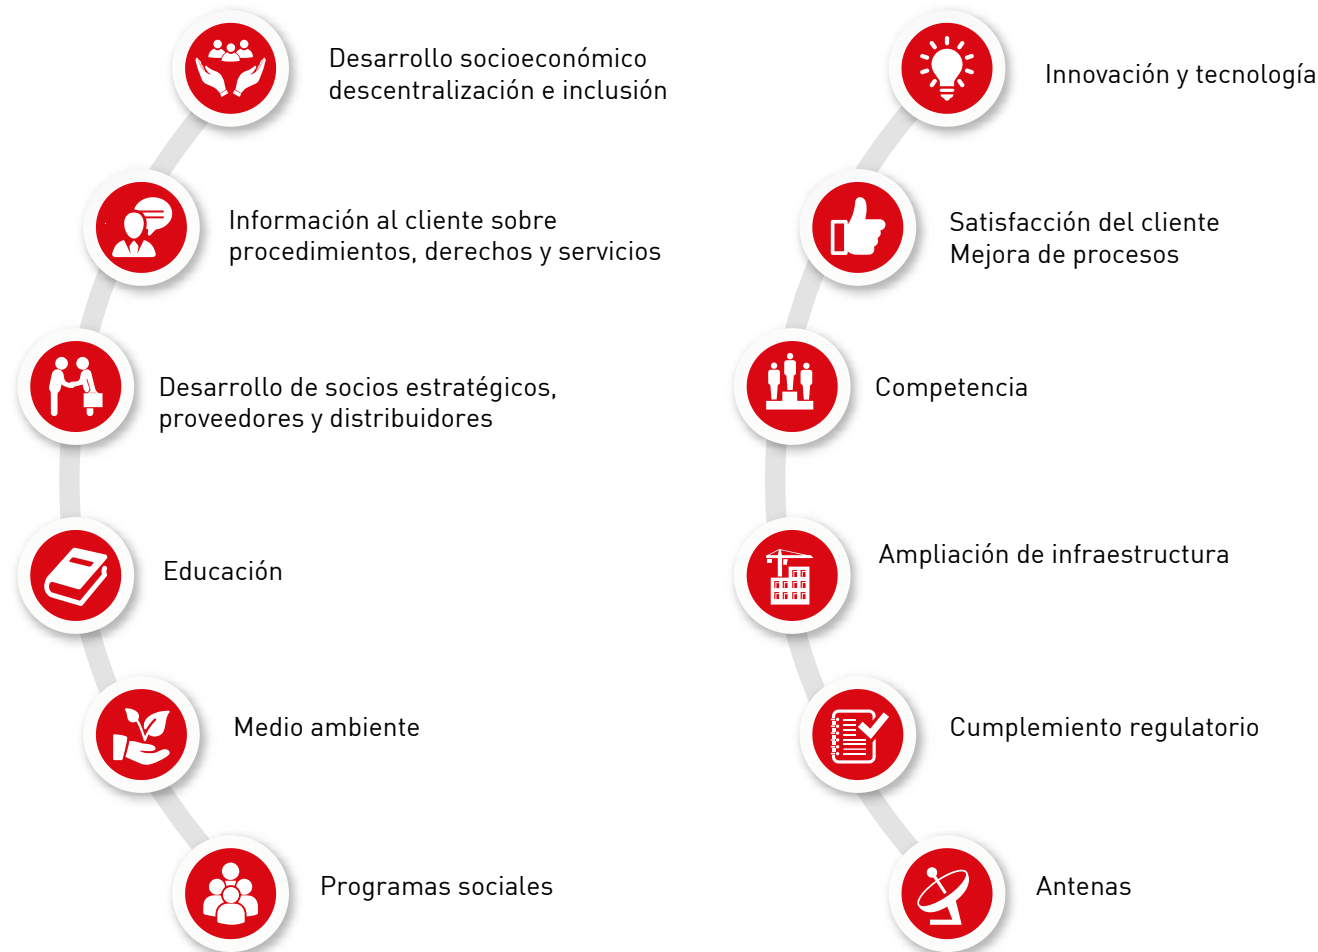 Desarrollo socioeconómico
descentralización e inclusión
Información al cliente sobre
procedimientos, derechos y servicios
Desarrollo de socios estratégicos,
proveedores y distribuidores
Educación
Medio ambiente
Programas sociales
Innovación y tecnología
Satisfacción del cliente
Mejora de procesos
Competencia
Ampliación de infraestructura
Cumplemiento regulatorio
Antenas